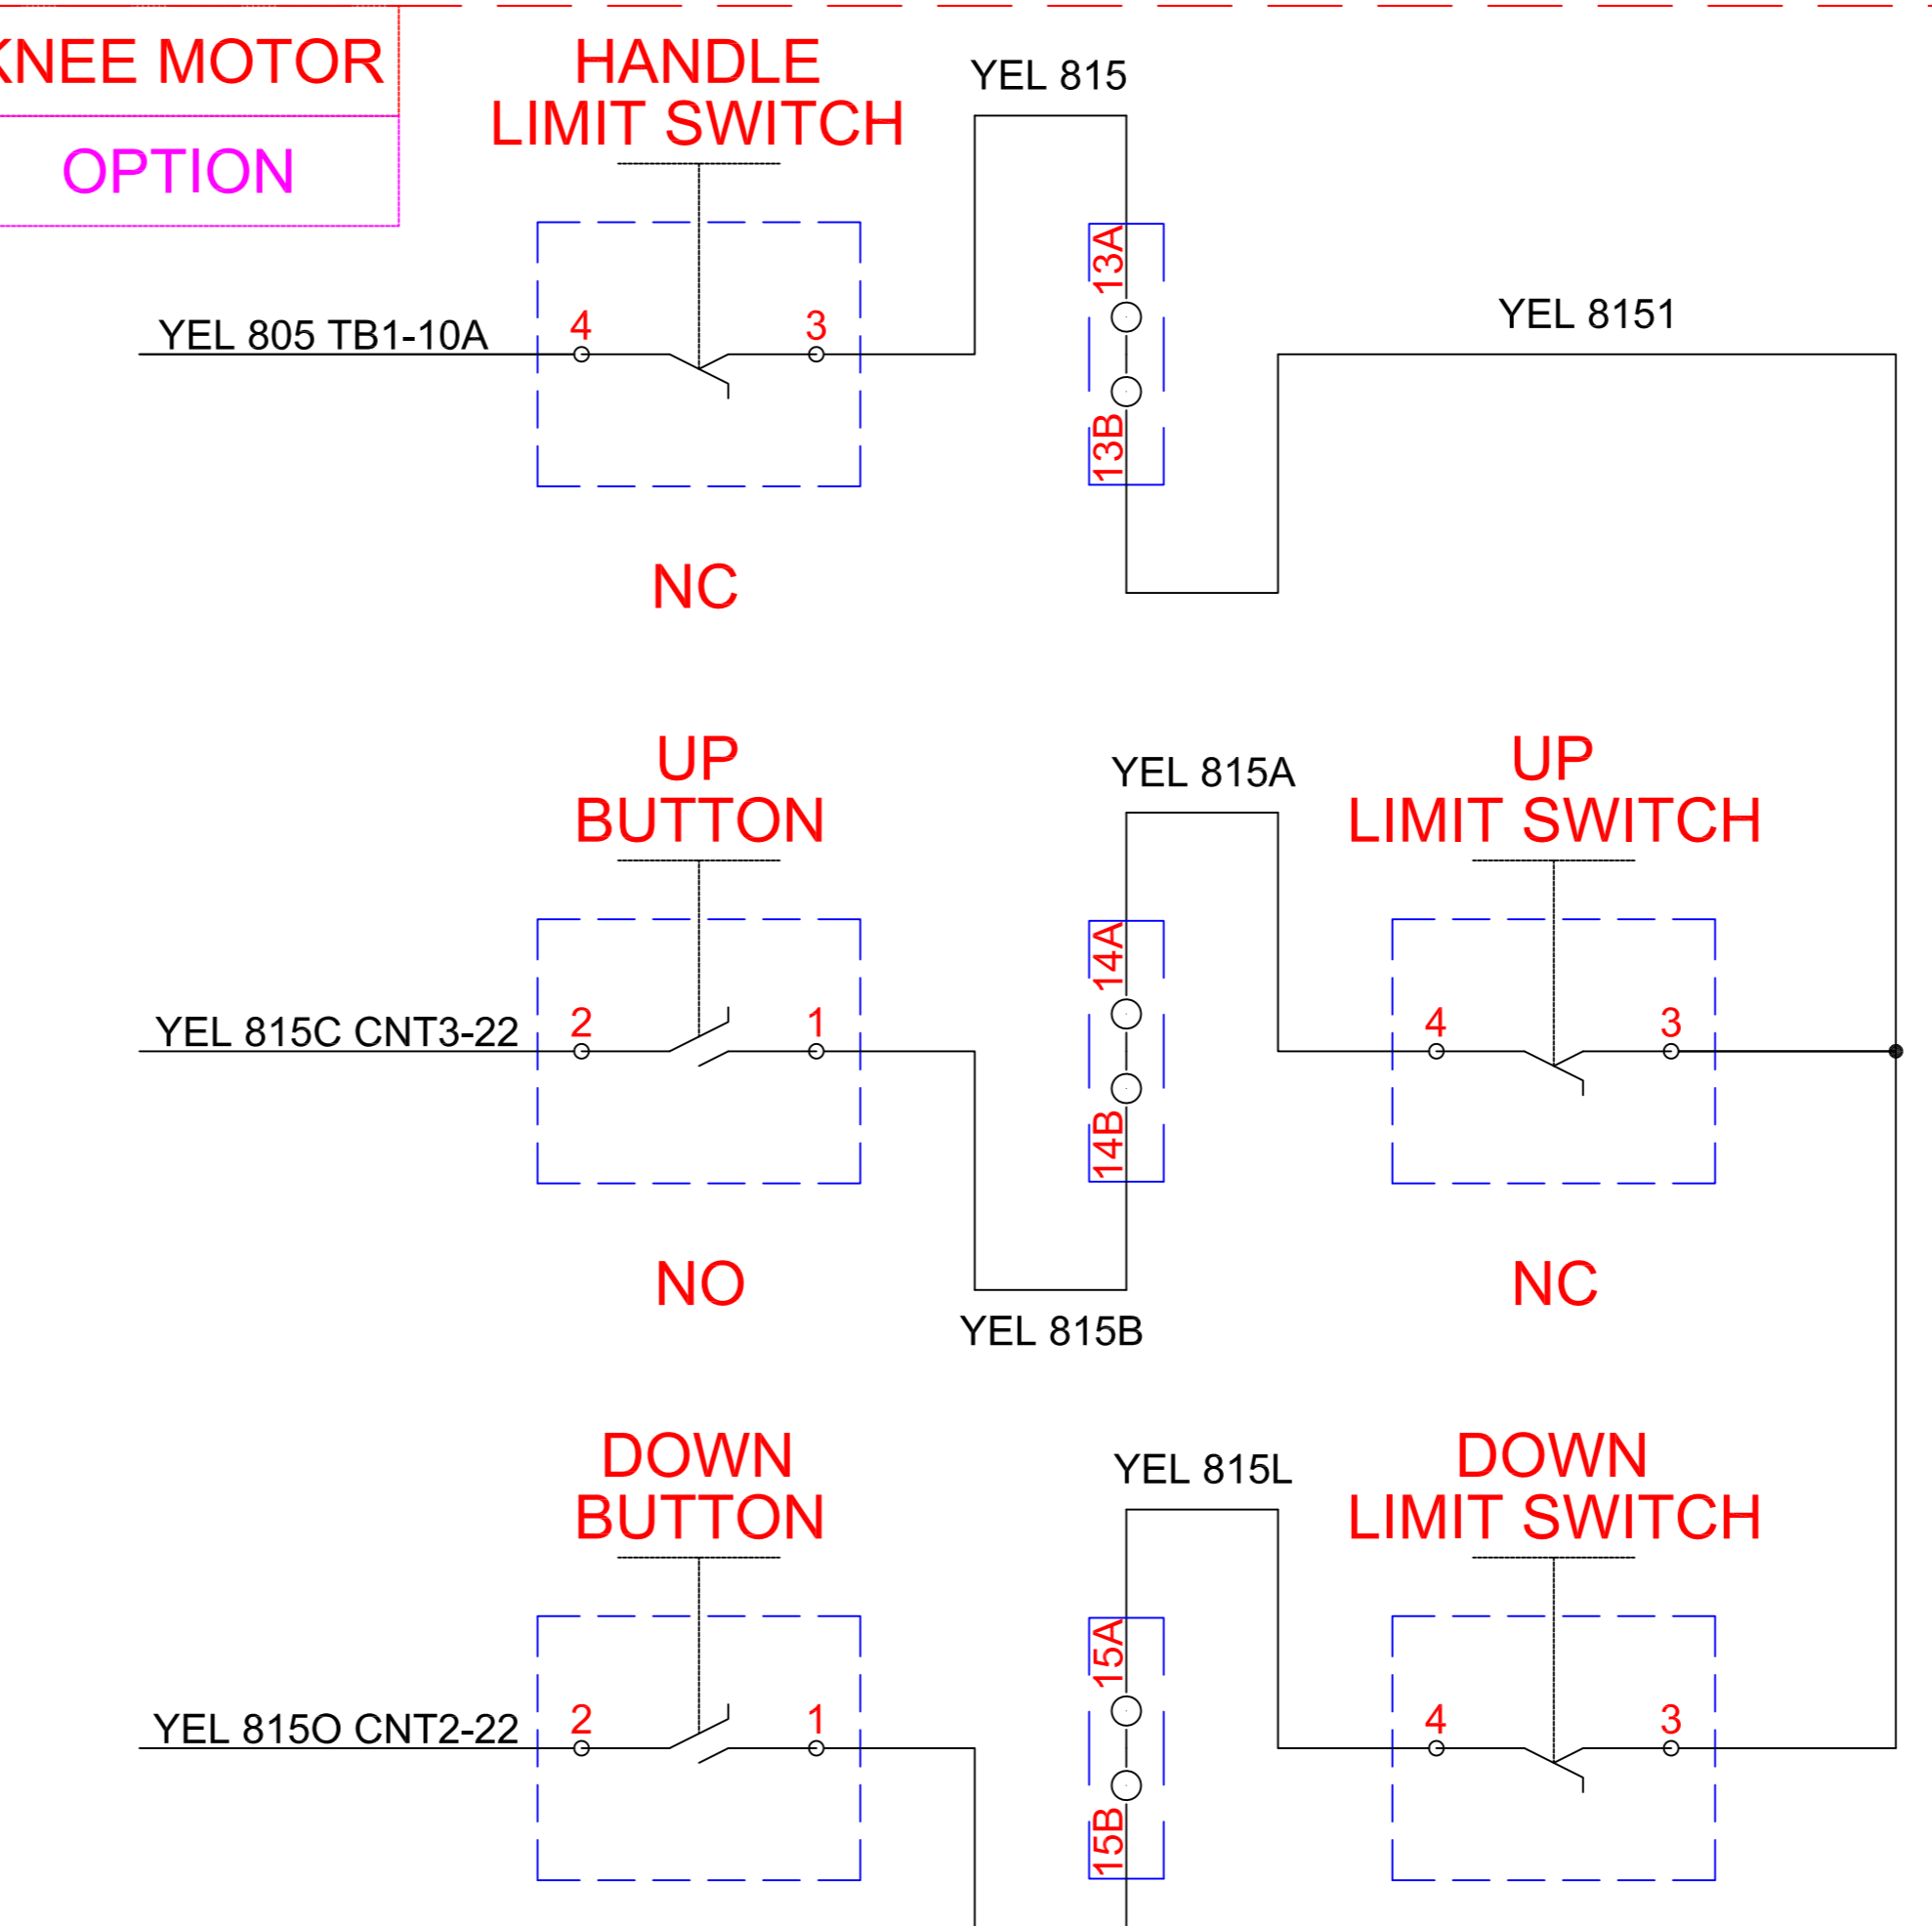 KNEE MOTOR
OPTION
HANDLE
LIMIT SWITCH
YEL 815
13A
YEL 805 TB1-10A
4
3
YEL 8151
13B
NC
UP
BUTTON
YEL 815A
UP
LIMIT SWITCH
14A
YEL 815C CNT3-22
2
1
4
3
14B
NO
NC
YEL 815B
DOWN
BUTTON
YEL 815L
DOWN
LIMIT SWITCH
15A
YEL 815O CNT2-22
2
1
4
3
15B